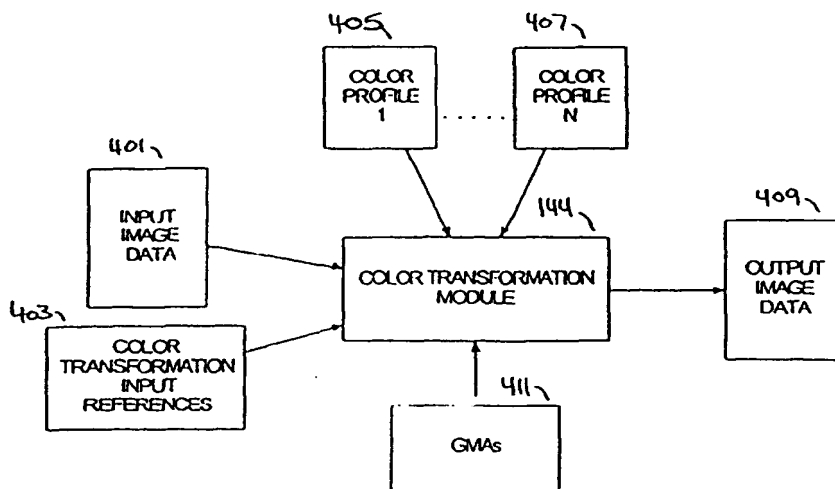 405
407
COLOR
PROFILE
1
.....
COLOR
PROFILE
N
401
INPUT
IMAGE
DATA
144
409
COLOR TRANSFORMATION
MODULE
OUTPUT
IMAGE
DATA
403
COLOR
TRANSFORMATION
INPUT
REFERENCES
411
GMAs